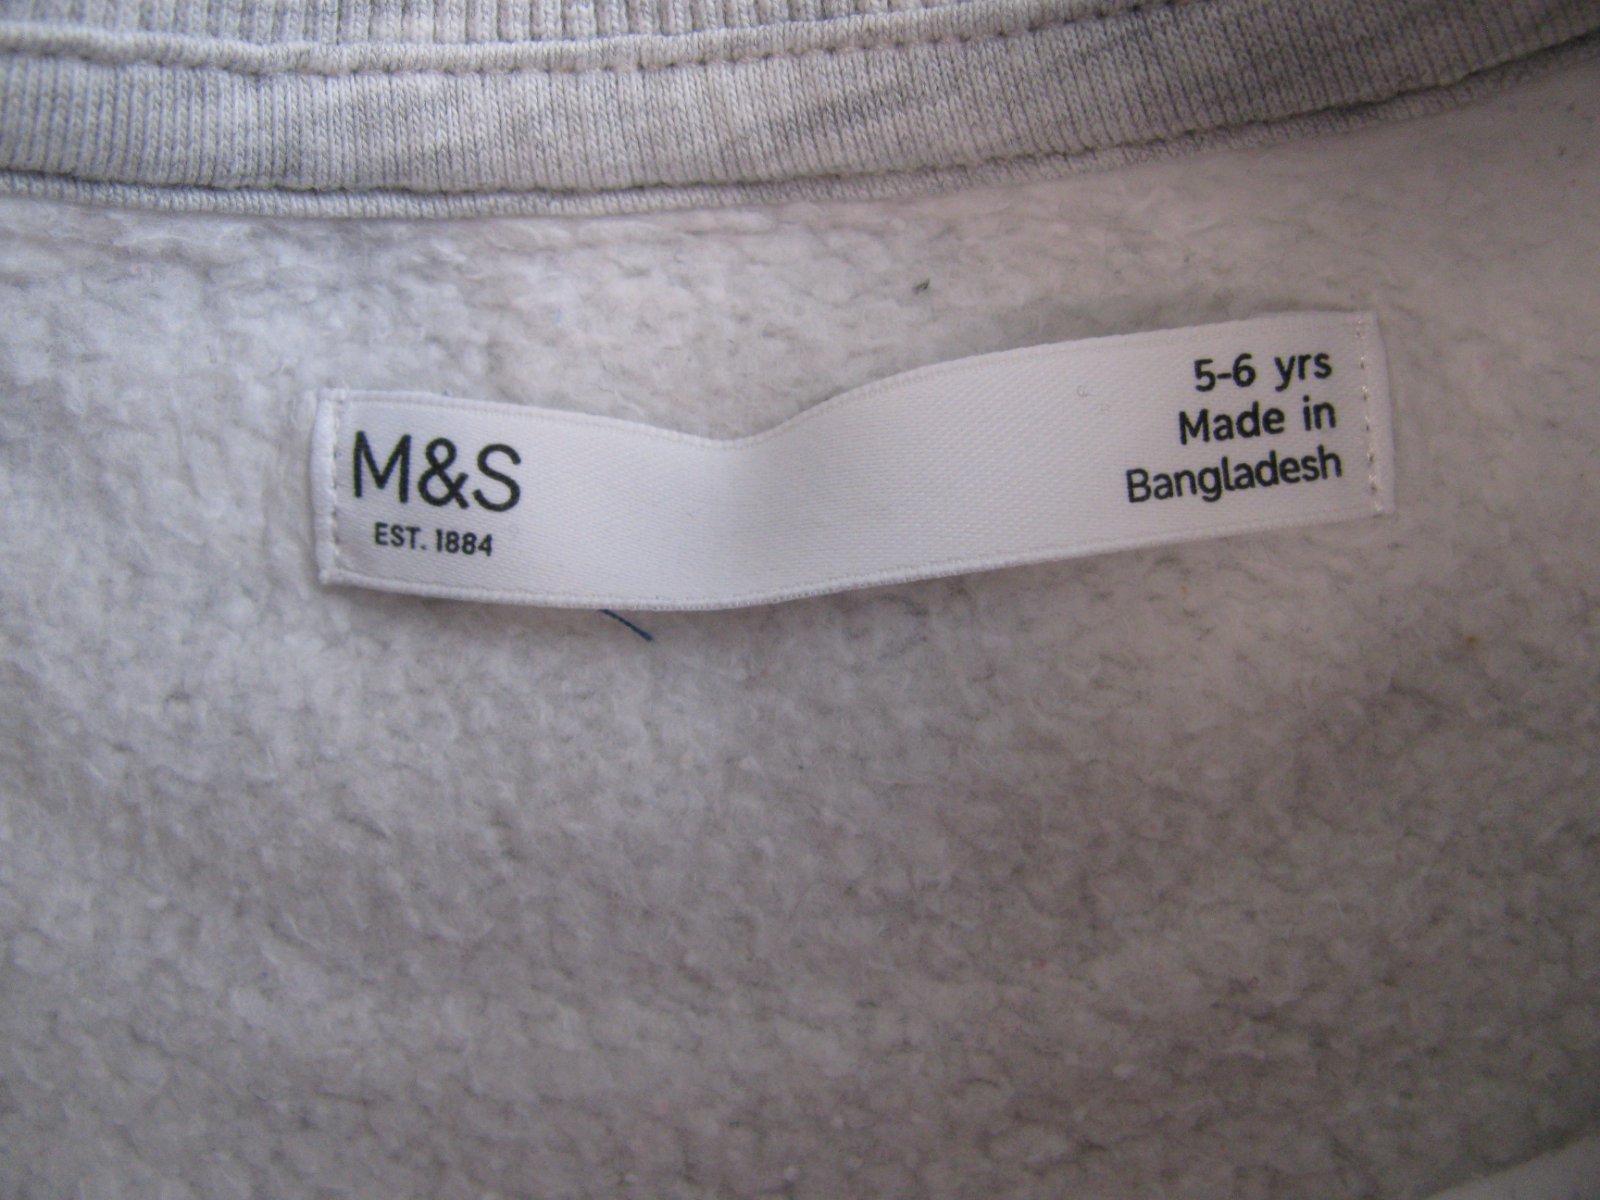 M&S
EST. 1884
5-6 yrs
Made in
Bangladesh